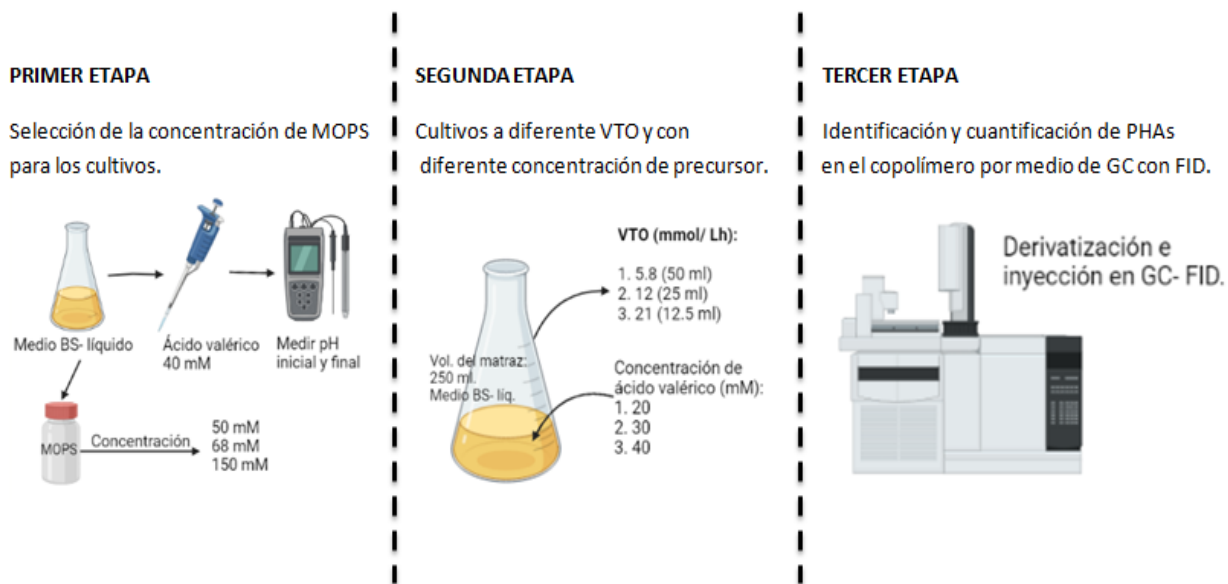 PRIMER ETAPA
Selección de la concentración de MOPS
para los cultivos.
Medio BS- líquido
Ácido valérico
40 mM
Medir pH
inicial y final
MOPS
Concentración
50 mM
68 mM
150 mM
SEGUNDA ETAPA
Cultivos a diferente VTO y con
diferente concentración de precursor.
VTO (mmol/ Lh):
1. 5.8 (50 ml)
2. 12 (25 ml)
3. 21 (12.5 ml)
Vol. del matraz:
250 ml.
Medio BS- líq.
Concentración de
ácido valérico (mM):
1. 20
2. 30
3. 40
TERCER ETAPA
Identificación y cuantificación de PHAs
en el copolímero por medio de GC con FID.
Derivatización e
inyección en GC- FID.